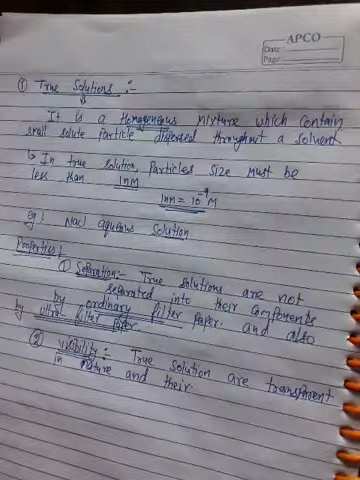 APCO
Date
Page
① True Solutions :-
It is a Homogeneous mixture which contain
small solute particle dispersed throughout a solvent
↳ In true solution, Particles size must be
less than 1nM
1nm = 10⁻⁹ M
eg: Nacl aqueous solution
Properties:
① Separation:- True solutions are not
separated into their components
by ordinary filter paper. and also
by ultra filter paper
② visibility:- True solution are transparent
in nature and their